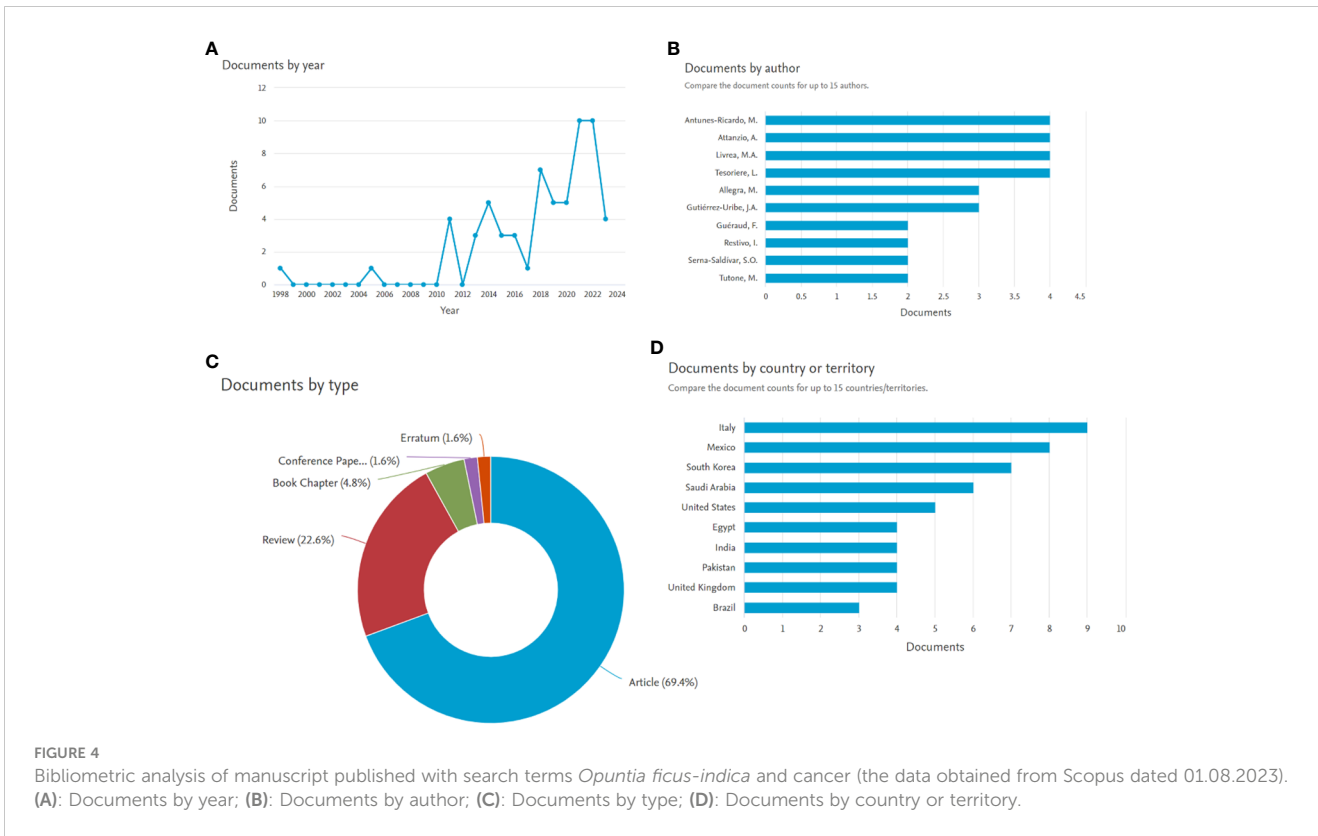 A
Documents by year
12
10
8
6
4
2
0
Documents
1998 2000 2002 2004 2006 2008 2010 2012 2014 2016 2018 2020 2022 2024
Year
B
Documents by author
Compare the document counts for up to 15 authors.
Antunes-Ricardo, M.
Attanzio, A.
Livrea, M.A.
Tesoriere, L.
Allegra, M.
Gutiérrez-Uribe, J.A.
Guéraud, F.
Restivo, I.
Serna-Saldívar, S.O.
Tutone, M.
0 0.5 1 1.5 2 2.5 3 3.5 4 4.5
Documents
C
Documents by type
Erratum (1.6%)
Conference Pape... (1.6%)
Book Chapter (4.8%)
Review (22.6%)
Article (69.4%)
D
Documents by country or territory
Compare the document counts for up to 15 countries/territories.
Italy
Mexico
South Korea
Saudi Arabia
United States
Egypt
India
Pakistan
United Kingdom
Brazil
0 1 2 3 4 5 6 7 8 9 10
Documents
FIGURE 4
Bibliometric analysis of manuscript published with search terms Opuntia ficus-indica and cancer (the data obtained from Scopus dated 01.08.2023).
(A): Documents by year; (B): Documents by author; (C): Documents by type; (D): Documents by country or territory.